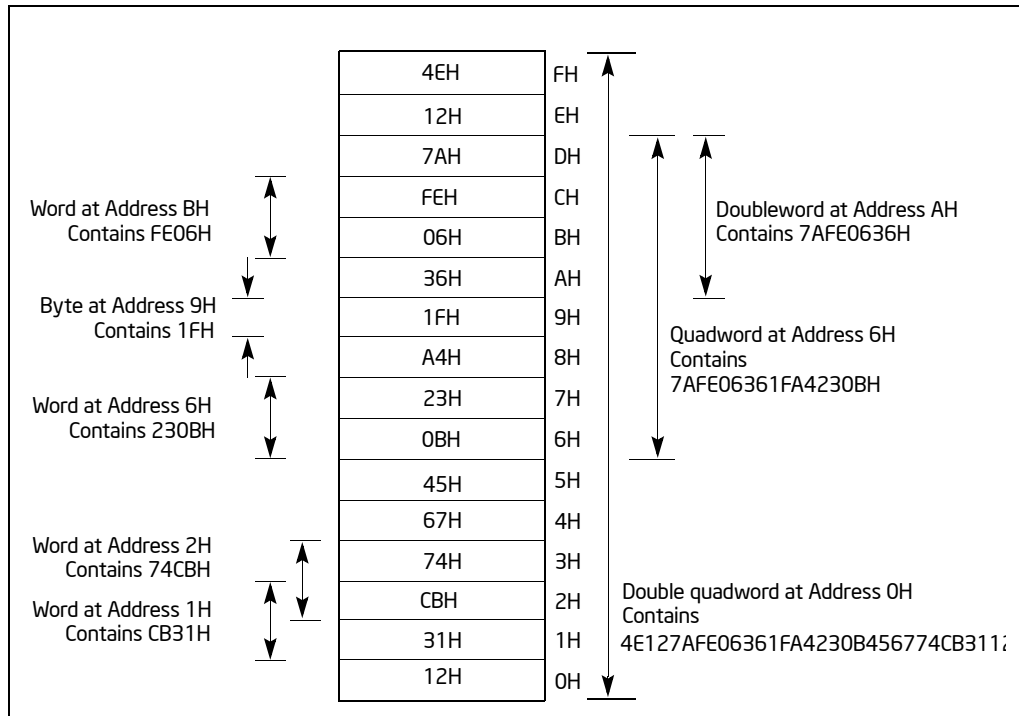 4EH FH
12H EH
7AH DH
FEH CH
Word at Address BH
Contains FE06H
06H BH
Doubleword at Address AH
Contains 7AFE0636H
36H AH
Byte at Address 9H
Contains 1FH
1FH 9H
A4H 8H
Quadword at Address 6H
Contains
7AFE06361FA4230BH
23H 7H
Word at Address 6H
Contains 230BH
0BH 6H
45H 5H
67H 4H
Word at Address 2H
Contains 74CBH
74H 3H
CBH 2H
Word at Address 1H
Contains CB31H
31H 1H
Double quadword at Address 0H
Contains
4E127AFE06361FA4230B456774CB3112
12H 0H